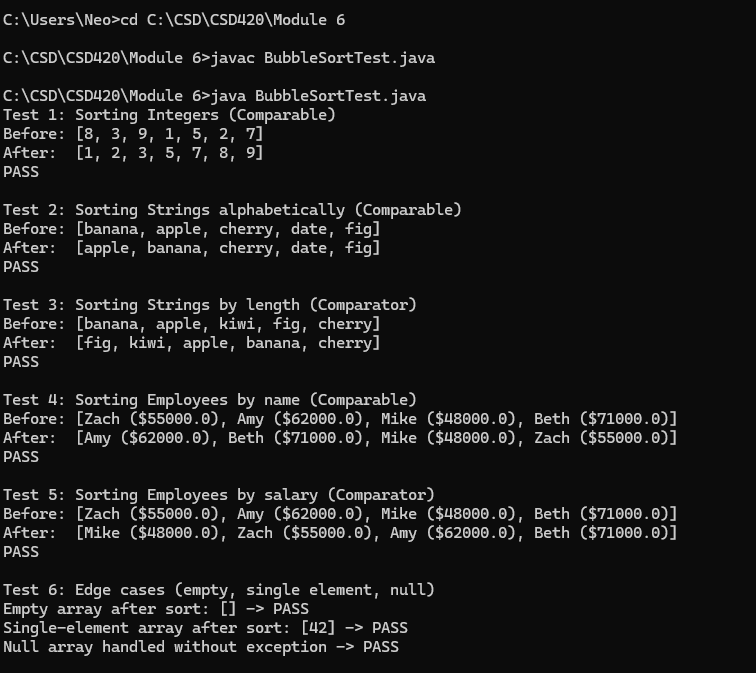 C:\Users\Neo>cd C:\CSD\CSD420\Module 6
C:\CSD\CSD420\Module 6>javac BubbleSortTest.java
C:\CSD\CSD420\Module 6>java BubbleSortTest.java
Test 1: Sorting Integers (Comparable)
Before: [8, 3, 9, 1, 5, 2, 7]
After:  [1, 2, 3, 5, 7, 8, 9]
PASS
Test 2: Sorting Strings alphabetically (Comparable)
Before: [banana, apple, cherry, date, fig]
After:  [apple, banana, cherry, date, fig]
PASS
Test 3: Sorting Strings by length (Comparator)
Before: [banana, apple, kiwi, fig, cherry]
After:  [fig, kiwi, apple, banana, cherry]
PASS
Test 4: Sorting Employees by name (Comparable)
Before: [Zach ($55000.0), Amy ($62000.0), Mike ($48000.0), Beth ($71000.0)]
After:  [Amy ($62000.0), Beth ($71000.0), Mike ($48000.0), Zach ($55000.0)]
PASS
Test 5: Sorting Employees by salary (Comparator)
Before: [Zach ($55000.0), Amy ($62000.0), Mike ($48000.0), Beth ($71000.0)]
After:  [Mike ($48000.0), Zach ($55000.0), Amy ($62000.0), Beth ($71000.0)]
PASS
Test 6: Edge cases (empty, single element, null)
Empty array after sort: [] -> PASS
Single-element array after sort: [42] -> PASS
Null array handled without exception -> PASS